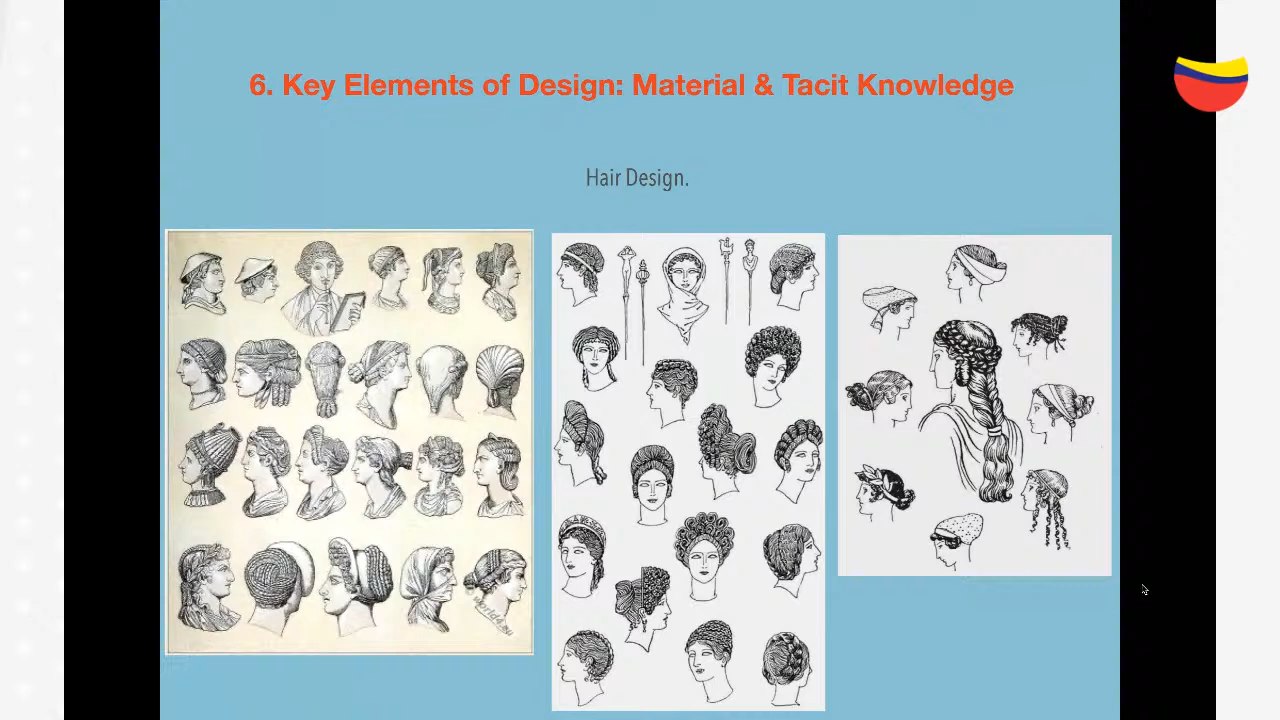 6. Key Elements of Design: Material & Tacit Knowledge
Hair Design.